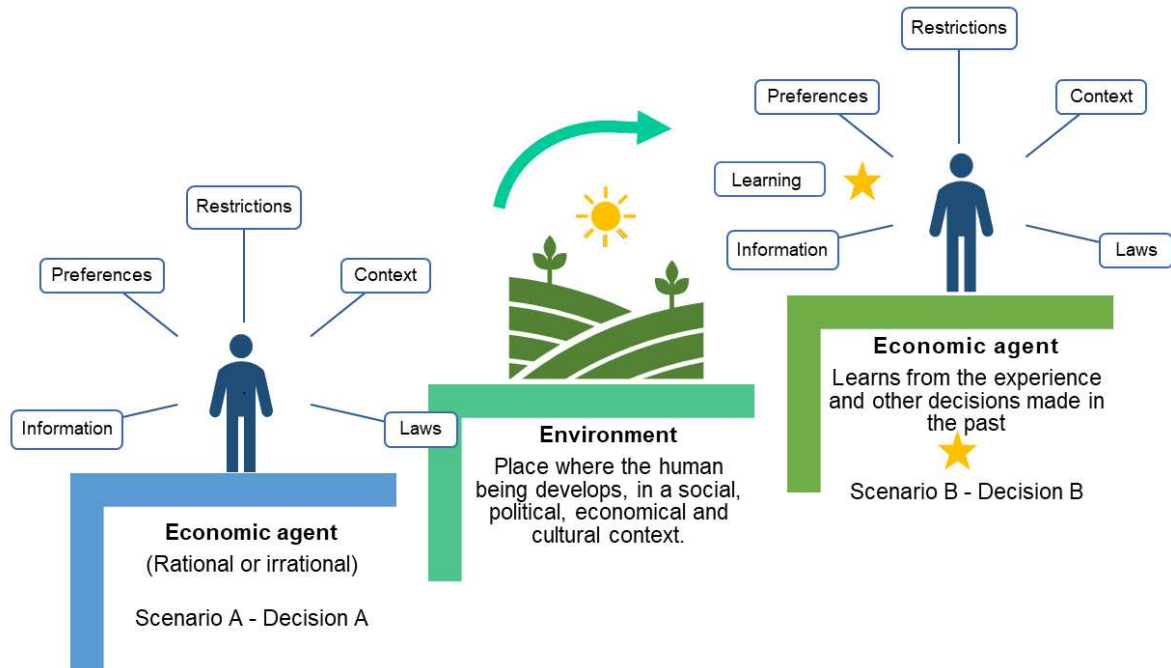 Restrictions
Preferences
Context
Information
Laws
Economic agent
(Rational or irrational)
Scenario A - Decision A
Environment
Place where the human
being develops, in a social,
political, economical and
cultural context.
Restrictions
Preferences
Context
Learning
Information
Laws
Economic agent
Learns from the experience
and other decisions made in
the past
Scenario B - Decision B